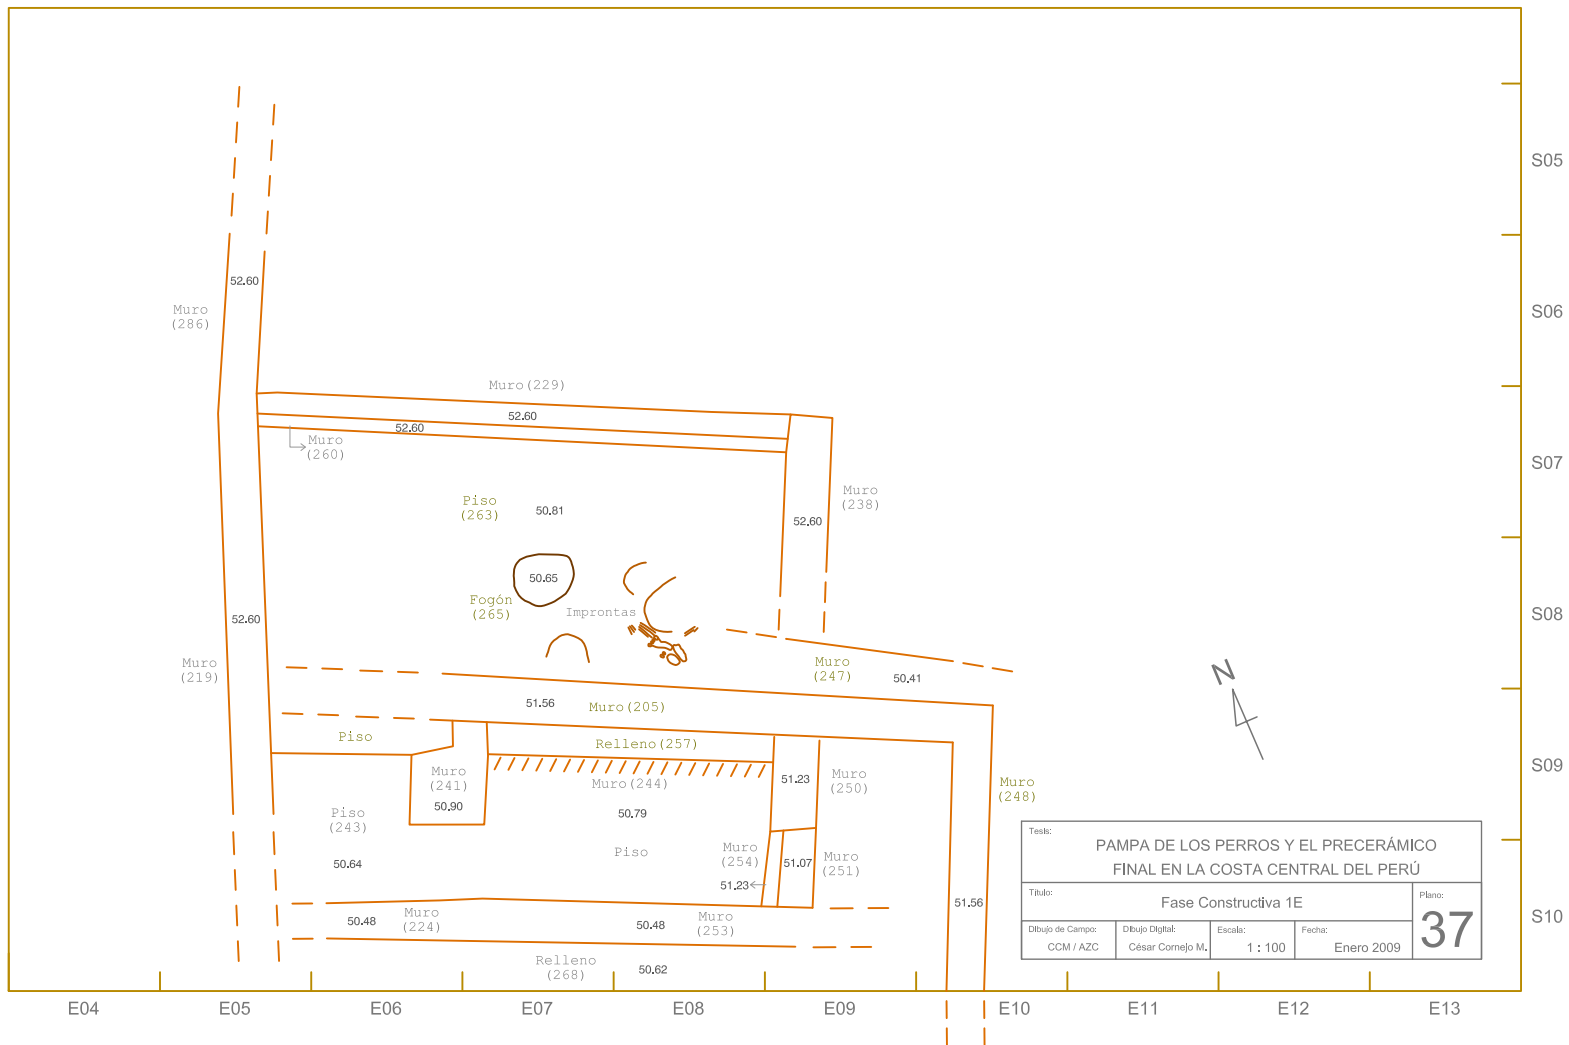 S05
52.60
Muro
(286)
S06
Muro(229)
52.60
52.60
Muro
(260)
S07
Piso
(263)
50.81
Muro
(238)
52.60
50.65
Fogón
(265)
Improntas
S08
52.60
Muro
(219)
Muro
(247)
50.41
N
51.56
Muro(205)
Piso
Relleno(257)
Muro
(241)
50.90
Muro(244)
51.23
Muro
(250)
Muro
(248)
S09
Piso
(243)
50.79
50.64
Piso
Muro
(254)
51.07
Muro
(251)
51.23
50.48
Muro
(224)
50.48
Muro
(253)
51.56
S10
Relleno
(268)
50.62
Tesis:
PAMPA DE LOS PERROS Y EL PRECERÁMICO
FINAL EN LA COSTA CENTRAL DEL PERÚ
Título:
Fase Constructiva 1E
Plano:
37
Dibujo de Campo:
CCM / AZC
Dibujo Digital:
César Cornejo M.
Escala:
1 : 100
Fecha:
Enero 2009
E04 E05 E06 E07 E08 E09 E10 E11 E12 E13